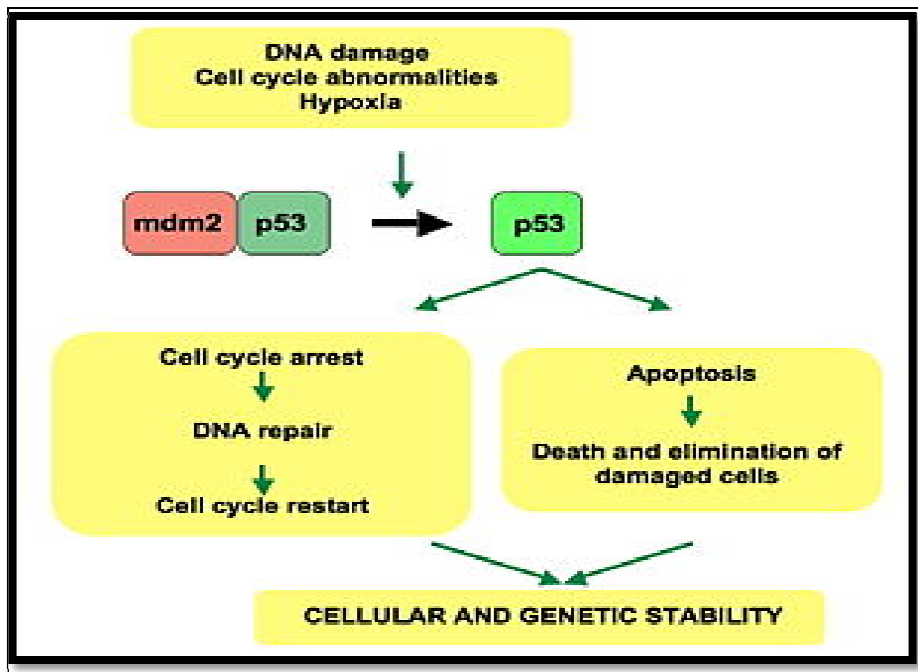 DNA damage
Cell cycle abnormalities
Hypoxia
mdm2 p53 p53
Cell cycle arrest
DNA repair
Cell cycle restart
Apoptosis
Death and elimination of
damaged cells
CELLULAR AND GENETIC STABILITY